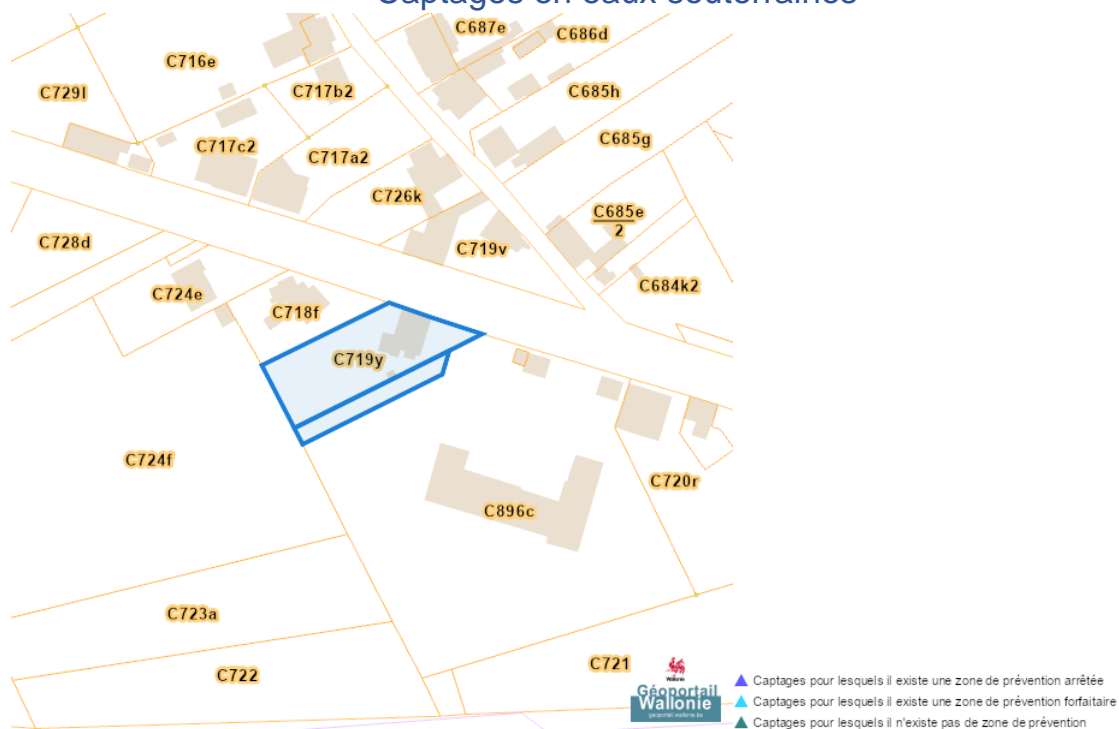 Captages en eaux souterraines
C687e
C686d
C716e
C729l
C717b2
C685h
C685g
C717c2
C717a2
C726k
C685e
2
C728d
C719v
C684k2
C724e
C718f
C719y
C724f
C720r
C896c
C723a
C722
C721
Wallonie
Géoportail
Wallonie
geoportail.wallonie.be
Captages pour lesquels il existe une zone de prévention arrêtée
Captages pour lesquels il existe une zone de prévention forfaitaire
Captages pour lesquels il n'existe pas de zone de prévention